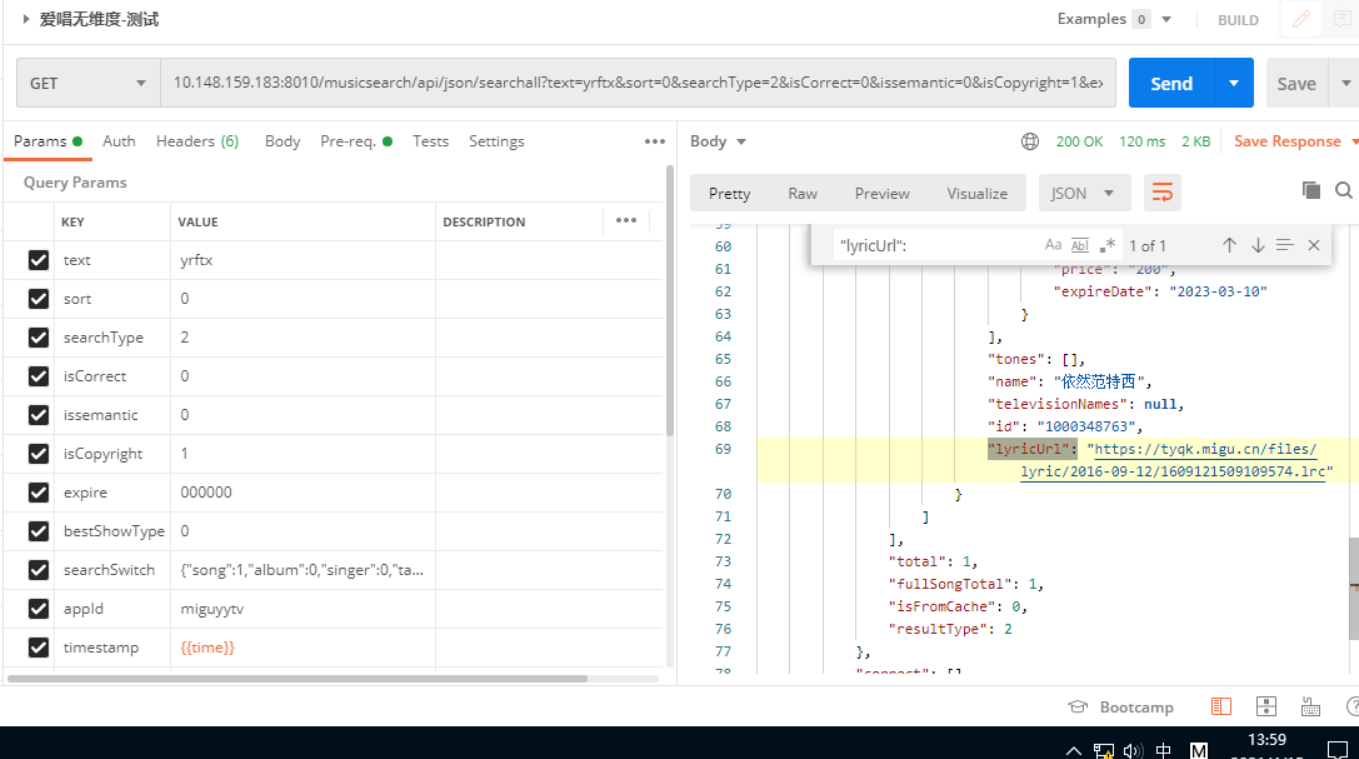 爱唱无维度-测试
Examples 0
BUILD
GET
10.148.159.183:8010/musicsearch/api/json/searchall?text=yrftx&sort=0&searchType=2&isCorrect=0&issemantic=0&isCopyright=1&ex
Send
Save
Params
Auth
Headers (6)
Body
Pre-req.
Tests
Settings
Body
200 OK
120 ms
2 KB
Save Response
Query Params
Pretty
Raw
Preview
Visualize
JSON
KEY VALUE DESCRIPTION
text yrftx
sort 0
searchType 2
isCorrect 0
issemantic 0
isCopyright 1
expire 000000
bestShowType 0
searchSwitch {"song":1,"album":0,"singer":0,"ta...
appId miguyytv
timestamp {{time}}
"lyricUrl": Aa Abl .* 1 of 1
59
60
61 "price": "200",
62 "expireDate": "2023-03-10"
63 }
64 ],
65 "tones": [],
66 "name": "依然范特西",
67 "televisionNames": null,
68 "id": "1000348763",
69 "lyricUrl": "https://tyqk.migu.cn/files/
lyric/2016-09-12/1609121509109574.lrc"
70 }
71 ]
72 ],
73 "total": 1,
74 "fullSongTotal": 1,
75 "isFromCache": 0,
76 "resultType": 2
77 },
78 "correct": []
Bootcamp
中 M 13:59